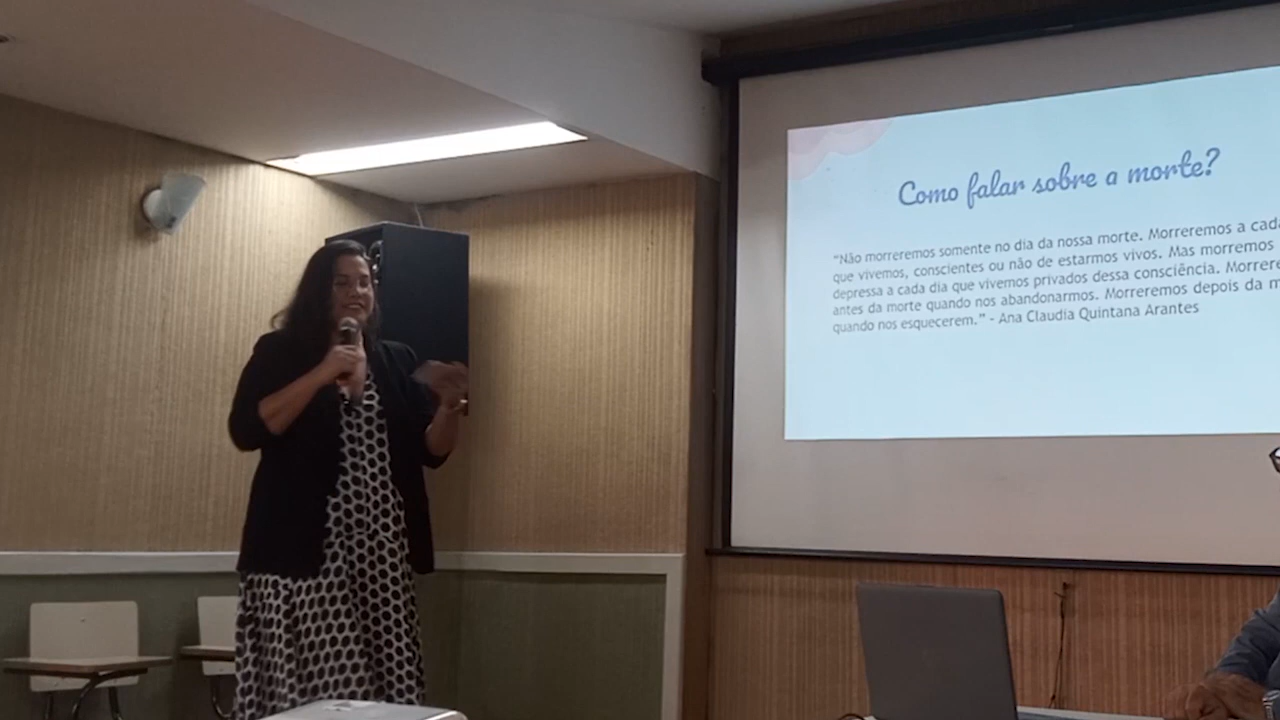 Como falar sobre a morte?
"Não morreremos somente no dia da nossa morte. Morreremos a cada
que vivemos, conscientes ou não de estarmos vivos. Mas morremos
depressa a cada dia que vivemos privados dessa consciência. Morrere
antes da morte quando nos abandonarmos. Morreremos depois da m
quando nos esquecerem." - Ana Claudia Quintana Arantes